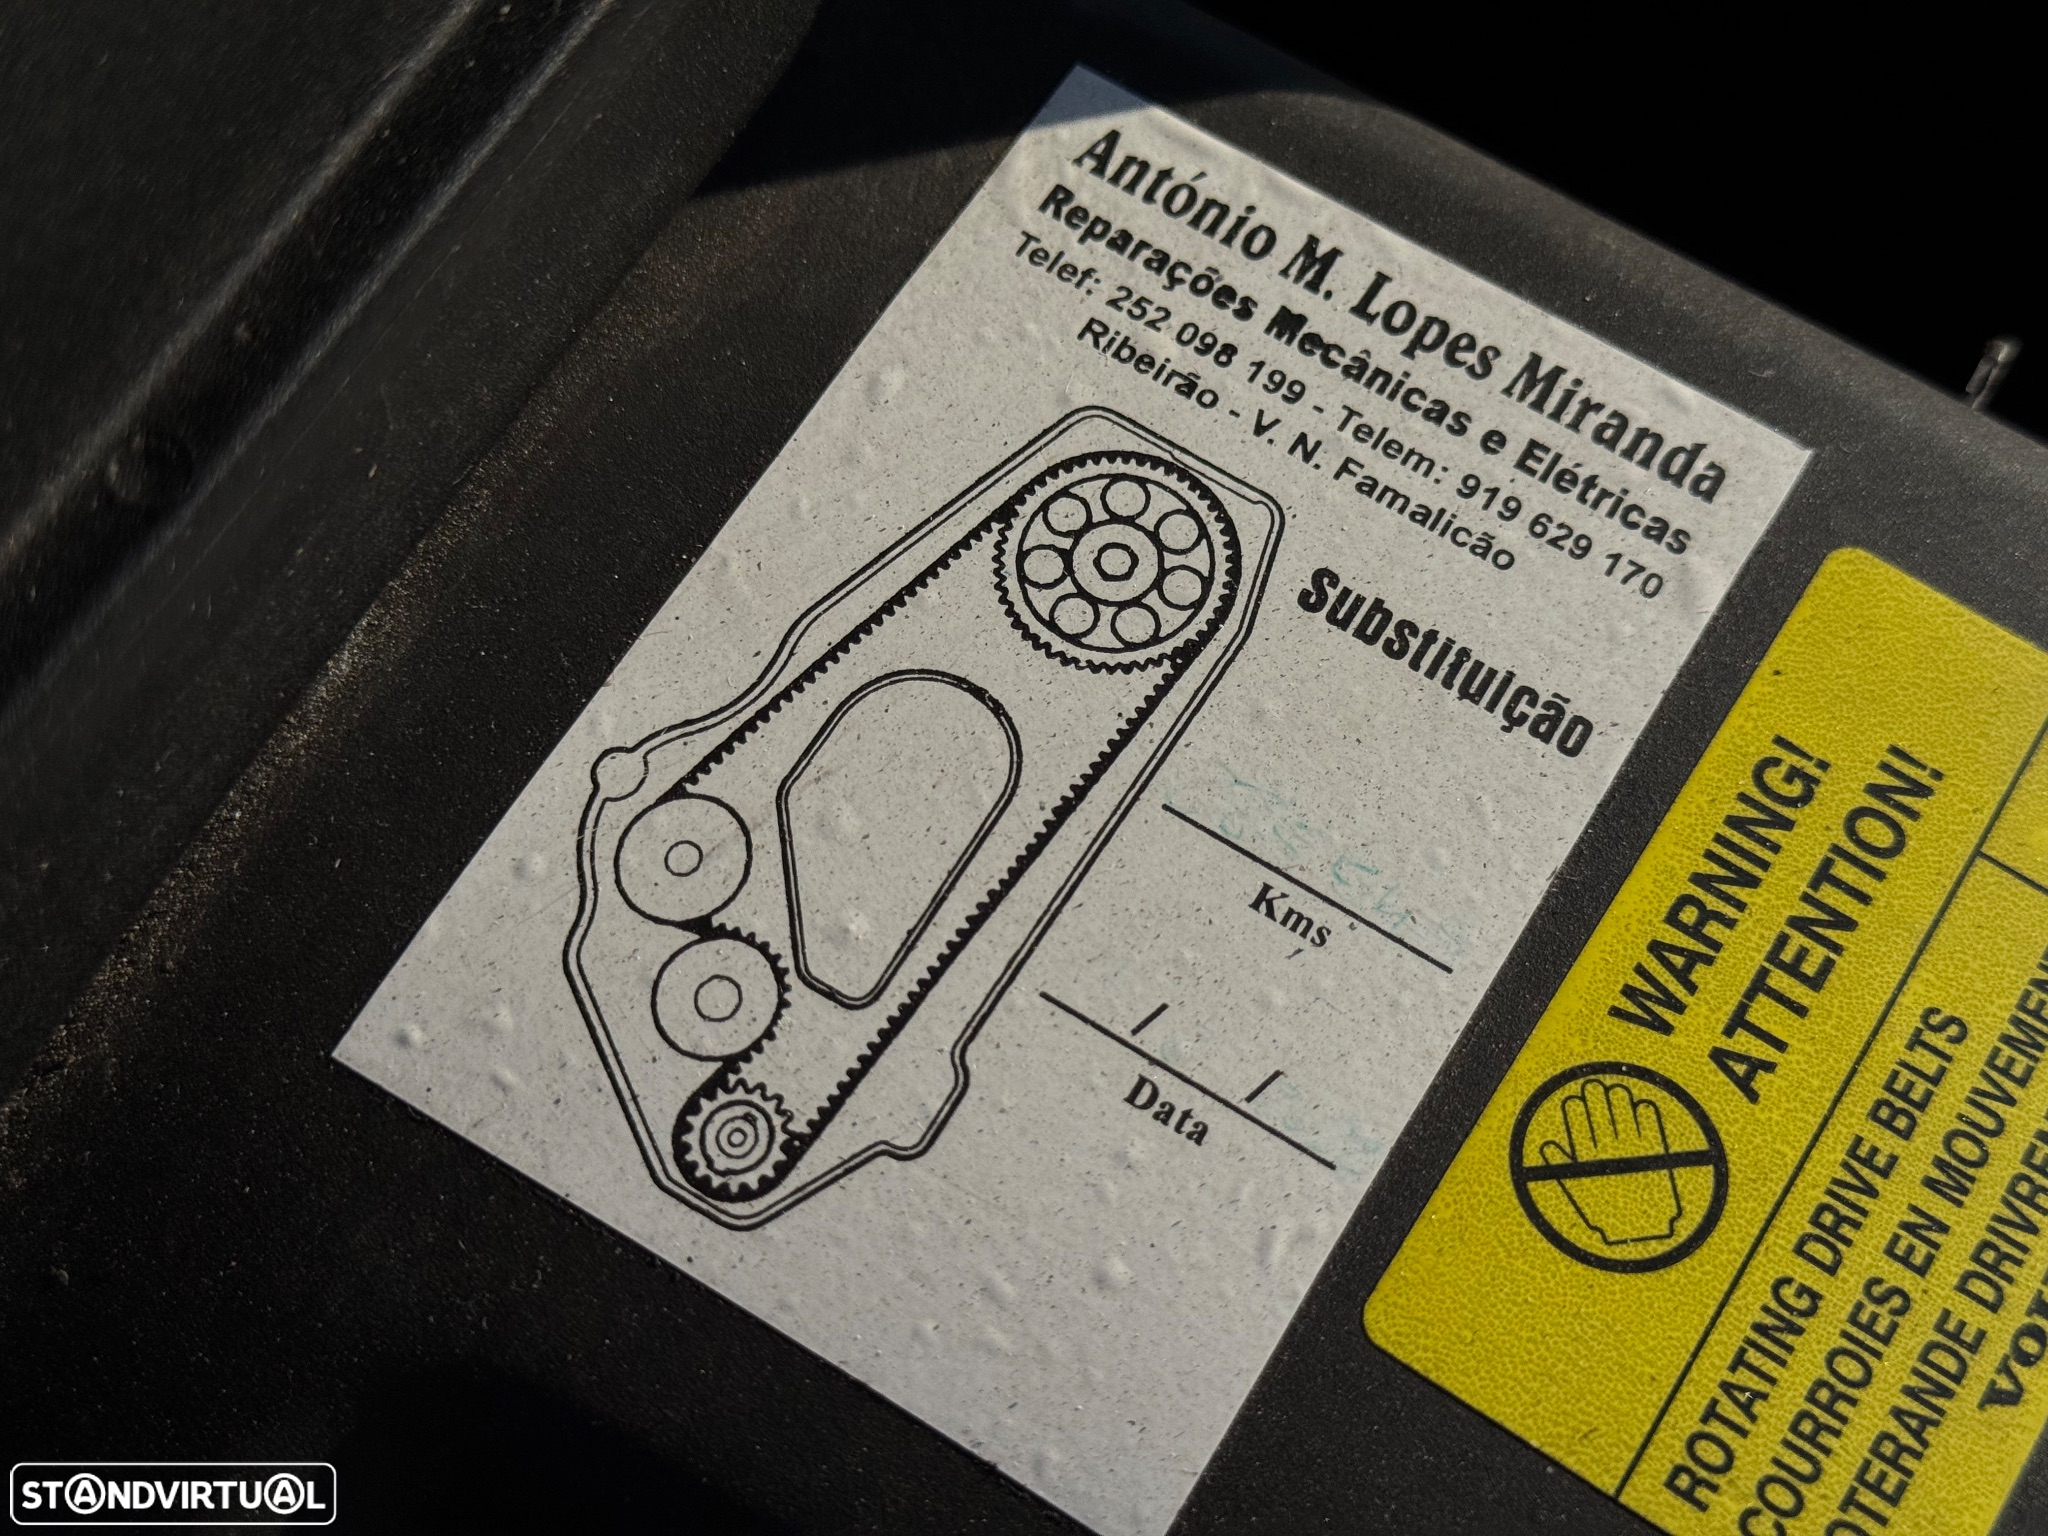 António M. Lopes Miranda
Reparações Mecânicas e Elétricas
Telef: 252 098 199 - Telem: 919 629 170
Ribeirão - V. N. Famalicão
Substituição
Kms
/ /
Data
WARNING!
ATTENTION!
ROTATING DRIVE BELTS
COURROIES EN
STANDVIRTUAL